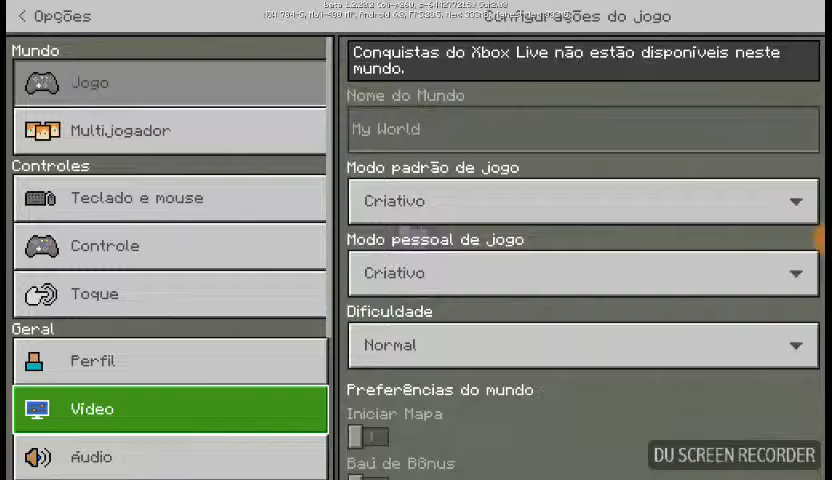 Opções
Configurações do jogo
Mundo
Jogo
Multijogador
Controles
Teclado e mouse
Controle
Toque
Geral
Perfil
Vídeo
Áudio
Conquistas do Xbox Live não estão disponíveis neste
mundo.
Nome do Mundo
My World
Modo padrão de jogo
Criativo
Modo pessoal de jogo
Criativo
Dificuldade
Normal
Preferências do mundo
Iniciar Mapa
Baú de Bônus
DU SCREEN RECORDER